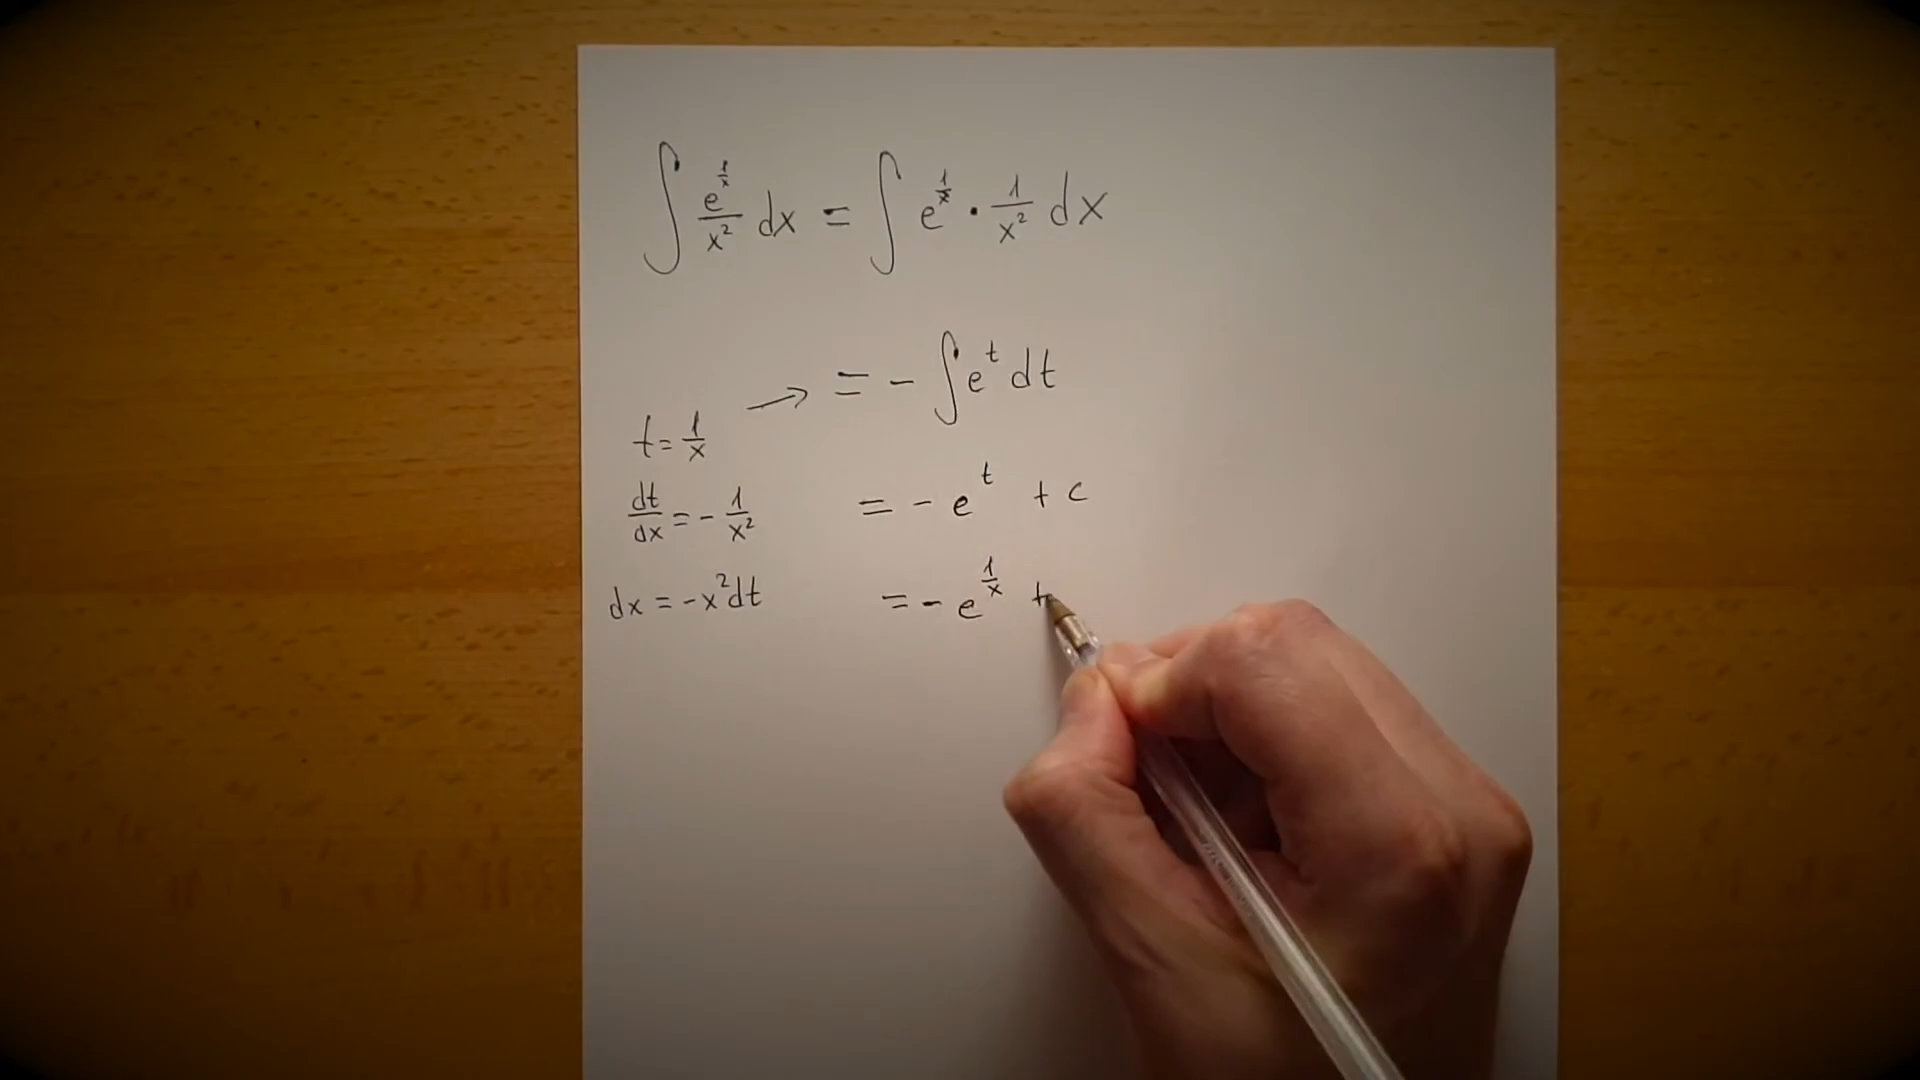 ∫ e^(1/x)/x² dx = ∫ e^(1/x) · 1/x² dx
= - ∫ e^t dt
t = 1/x →
dt/dx = - 1/x²
= - e^t + c
dx = -x² dt
= - e^(1/x) +